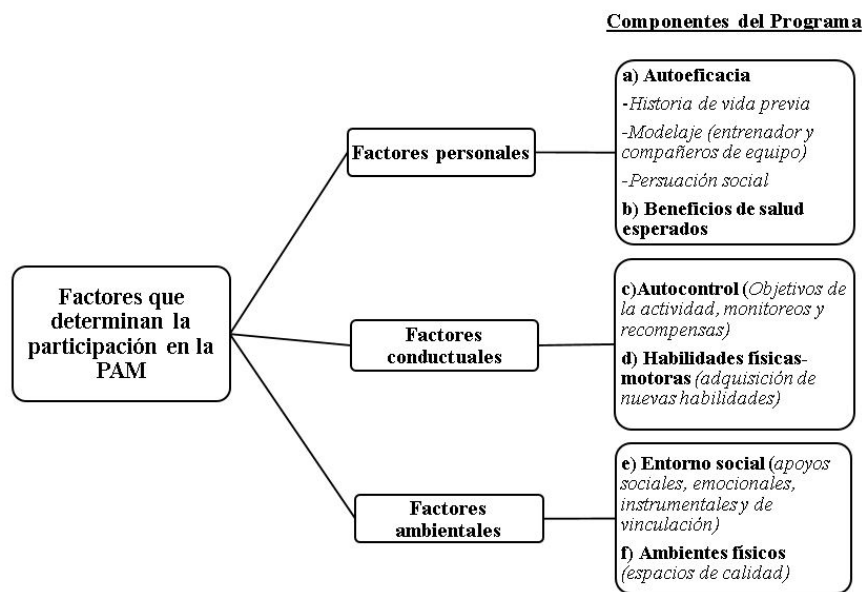 Componentes del Programa
Factores que
determinan la
participación en la
PAM
Factores personales
a) Autoeficacia
-Historia de vida previa
-Modelaje (entrenador y
compañeros de equipo)
-Persuación social
b) Beneficios de salud
esperados
Factores
conductuales
c)Autocontrol (Objetivos de
la actividad, monitoreos y
recompensas)
d) Habilidades físicas-
motoras (adquisición de
nuevas habilidades)
Factores
ambientales
e) Entorno social (apoyos
sociales, emocionales,
instrumentales y de
vinculación)
f) Ambientes físicos
(espacios de calidad)